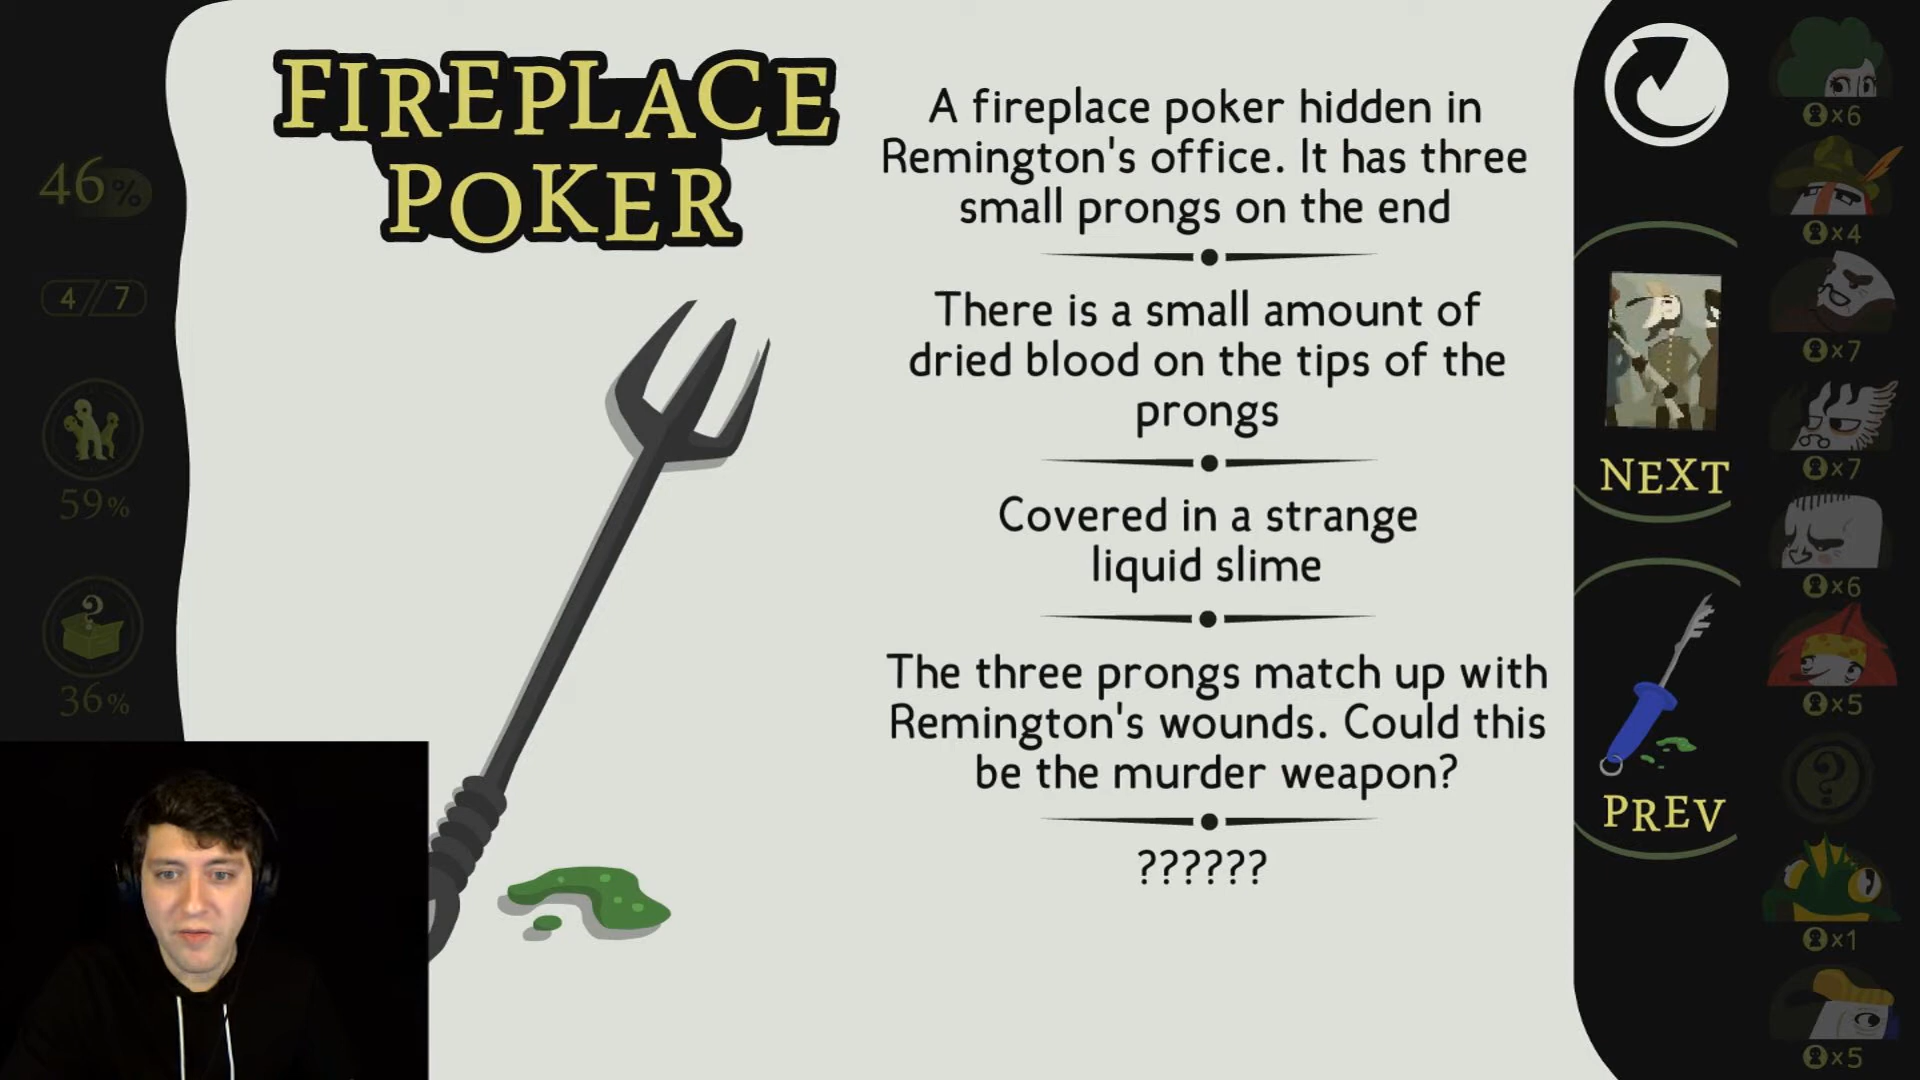 FIREPLACE
POKER
A fireplace poker hidden in
Remington's office. It has three
small prongs on the end
There is a small amount of
dried blood on the tips of the
prongs
Covered in a strange
liquid slime
The three prongs match up with
Remington's wounds. Could this
be the murder weapon?
??????
46%
4/7
59%
36%
?
NEXT
PREV
x6
x4
x7
x7
x6
x5
?
x1
x5